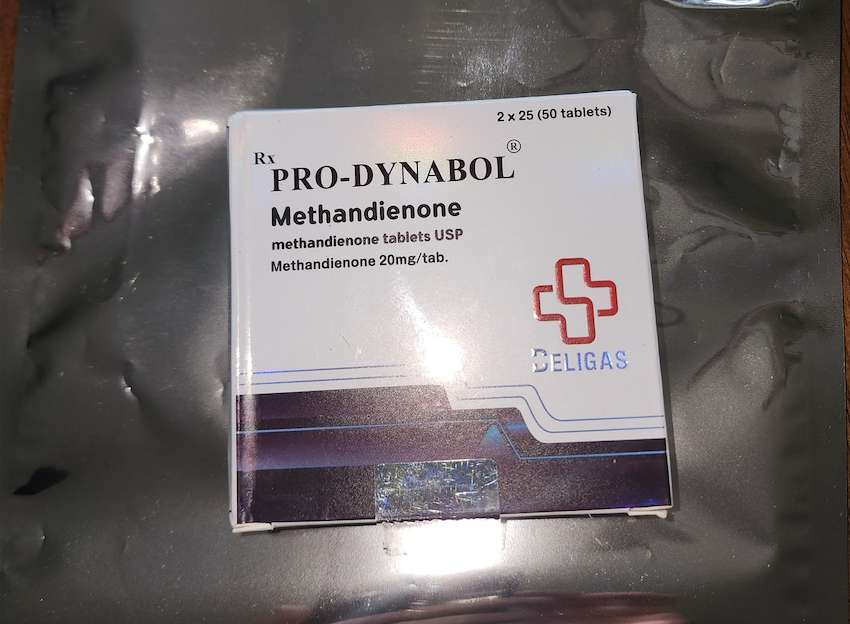 2 x 25 (50 tablets)
Rx
PRO-DYNABOL®
Methandienone
methandienone tablets USP
Methandienone 20mg/tab.
BELIGAS